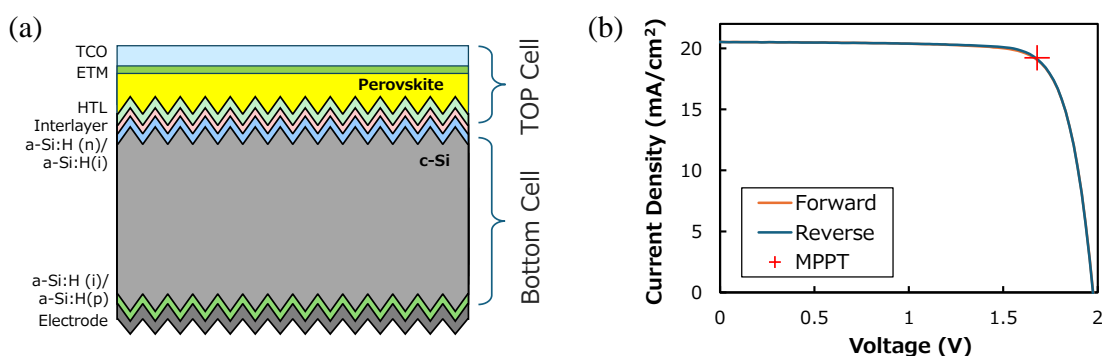 (a)
TCO
ETM
Perovskite
HTL
Interlayer
a-Si:H (n)/
a-Si:H(i)
c-Si
a-Si:H (i)/
a-Si:H(p)
Electrode
TOP Cell
Bottom Cell
(b)
Current Density (mA/cm²)
20
15
10
5
0
Forward
Reverse
MPPT
0
0.5
1
1.5
2
Voltage (V)